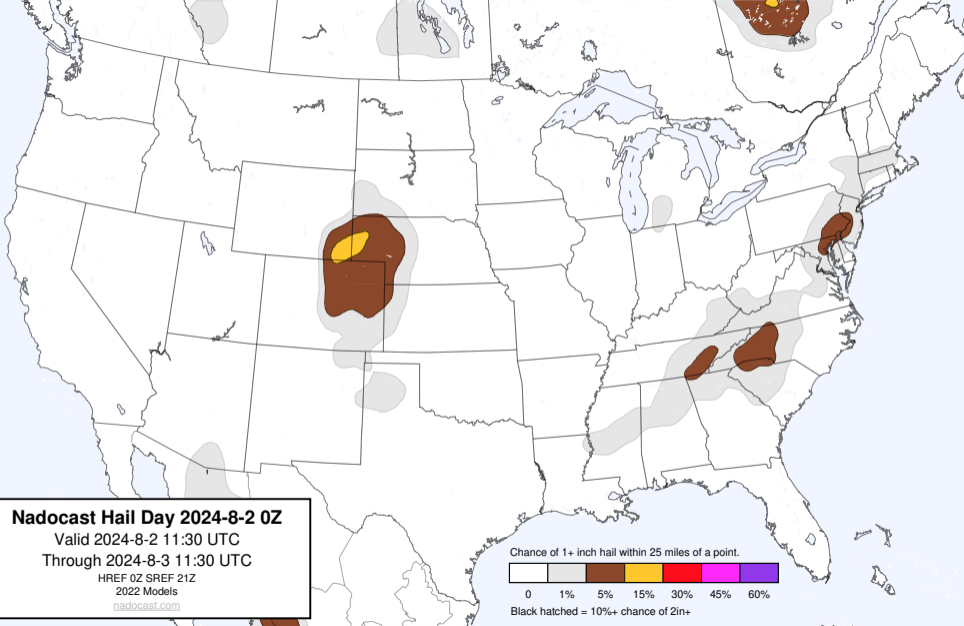 Nadocast Hail Day 2024-8-2 0Z
Valid 2024-8-2 11:30 UTC
Through 2024-8-3 11:30 UTC
HREF 0Z SREF 21Z
2022 Models
nadocast.com
Chance of 1+ inch hail within 25 miles of a point.
0 1% 5% 15% 30% 45% 60%
Black hatched = 10%+ chance of 2in+